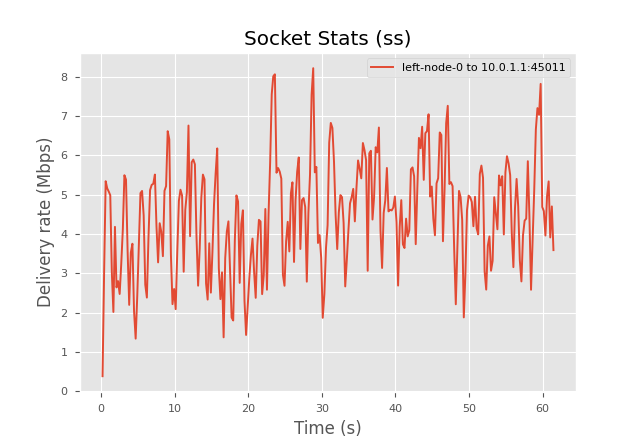 Socket Stats (ss)
left-node-0 to 10.0.1.1:45011
Delivery rate (Mbps)
8
7
6
5
4
3
2
1
0
0 10 20 30 40 50 60
Time (s)